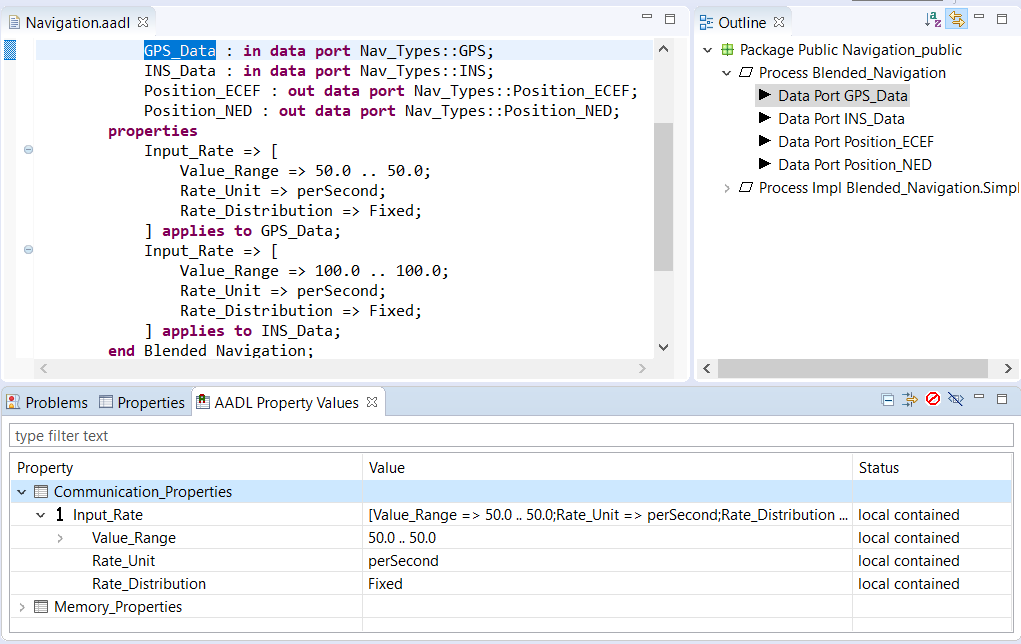 Navigation.aadl
GPS_Data : in data port Nav_Types::GPS;
INS_Data : in data port Nav_Types::INS;
Position_ECEF : out data port Nav_Types::Position_ECEF;
Position_NED : out data port Nav_Types::Position_NED;
properties
Input_Rate => [
Value_Range => 50.0 .. 50.0;
Rate_Unit => perSecond;
Rate_Distribution => Fixed;
] applies to GPS_Data;
Input_Rate => [
Value_Range => 100.0 .. 100.0;
Rate_Unit => perSecond;
Rate_Distribution => Fixed;
] applies to INS_Data;
end Blended_Navigation;
Outline
Package Public Navigation_public
Process Blended_Navigation
Data Port GPS_Data
Data Port INS_Data
Data Port Position_ECEF
Data Port Position_NED
Process Impl Blended_Navigation.Simpl
Problems Properties AADL Property Values
type filter text
Property Value Status
Communication_Properties
1 Input_Rate [Value_Range => 50.0 .. 50.0;Rate_Unit => perSecond;Rate_Distribution ... local contained
Value_Range 50.0 .. 50.0 local contained
Rate_Unit perSecond local contained
Rate_Distribution Fixed local contained
Memory_Properties